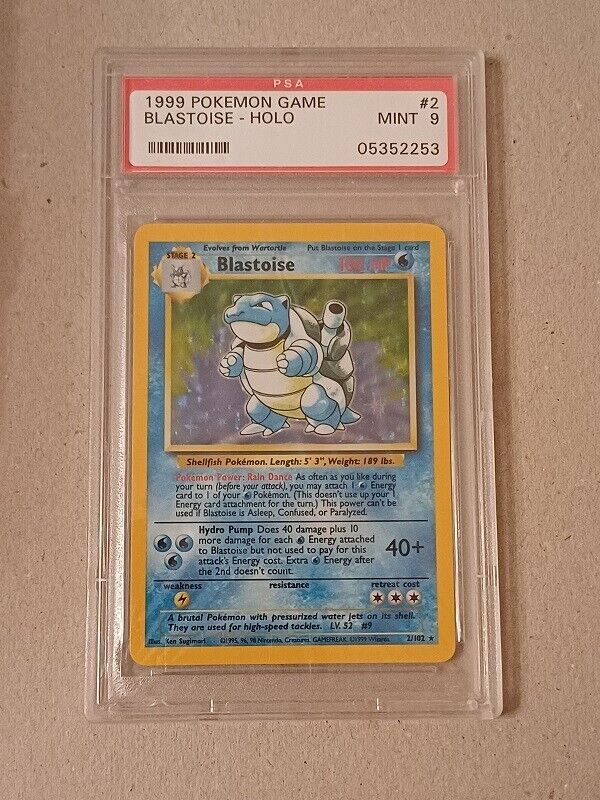 PSA
1999 POKEMON GAME #2
BLASTOISE - HOLO MINT 9
05352253
Evolves from Wartortle Put Blastoise on the Stage 1 card
STAGE 2
Blastoise 100 HP
Shellfish Pokémon. Length: 5' 3", Weight: 189 lbs.
Pokemon Power: Rain Dance As often as you like during
your turn (before your attack), you may attach 1 Energy
card to 1 of your Pokémon. (This doesn't use up your 1
Energy card attachment for the turn.) This power can't be
used if Blastoise is Asleep, Confused, or Paralyzed.
Hydro Pump Does 40 damage plus 10
more damage for each Energy attached
to Blastoise but not used to pay for this
attack's Energy cost. Extra Energy after
the 2nd doesn't count.
40+
weakness resistance retreat cost
A brutal Pokémon with pressurized water jets on its shell.
They are used for high-speed tackles. LV. 52 #9
Illus. Ken Sugimori ©1995, 96, 98 Nintendo, Creatures, GAMEFREAK. ©1999 Wizards. 2/102 ★